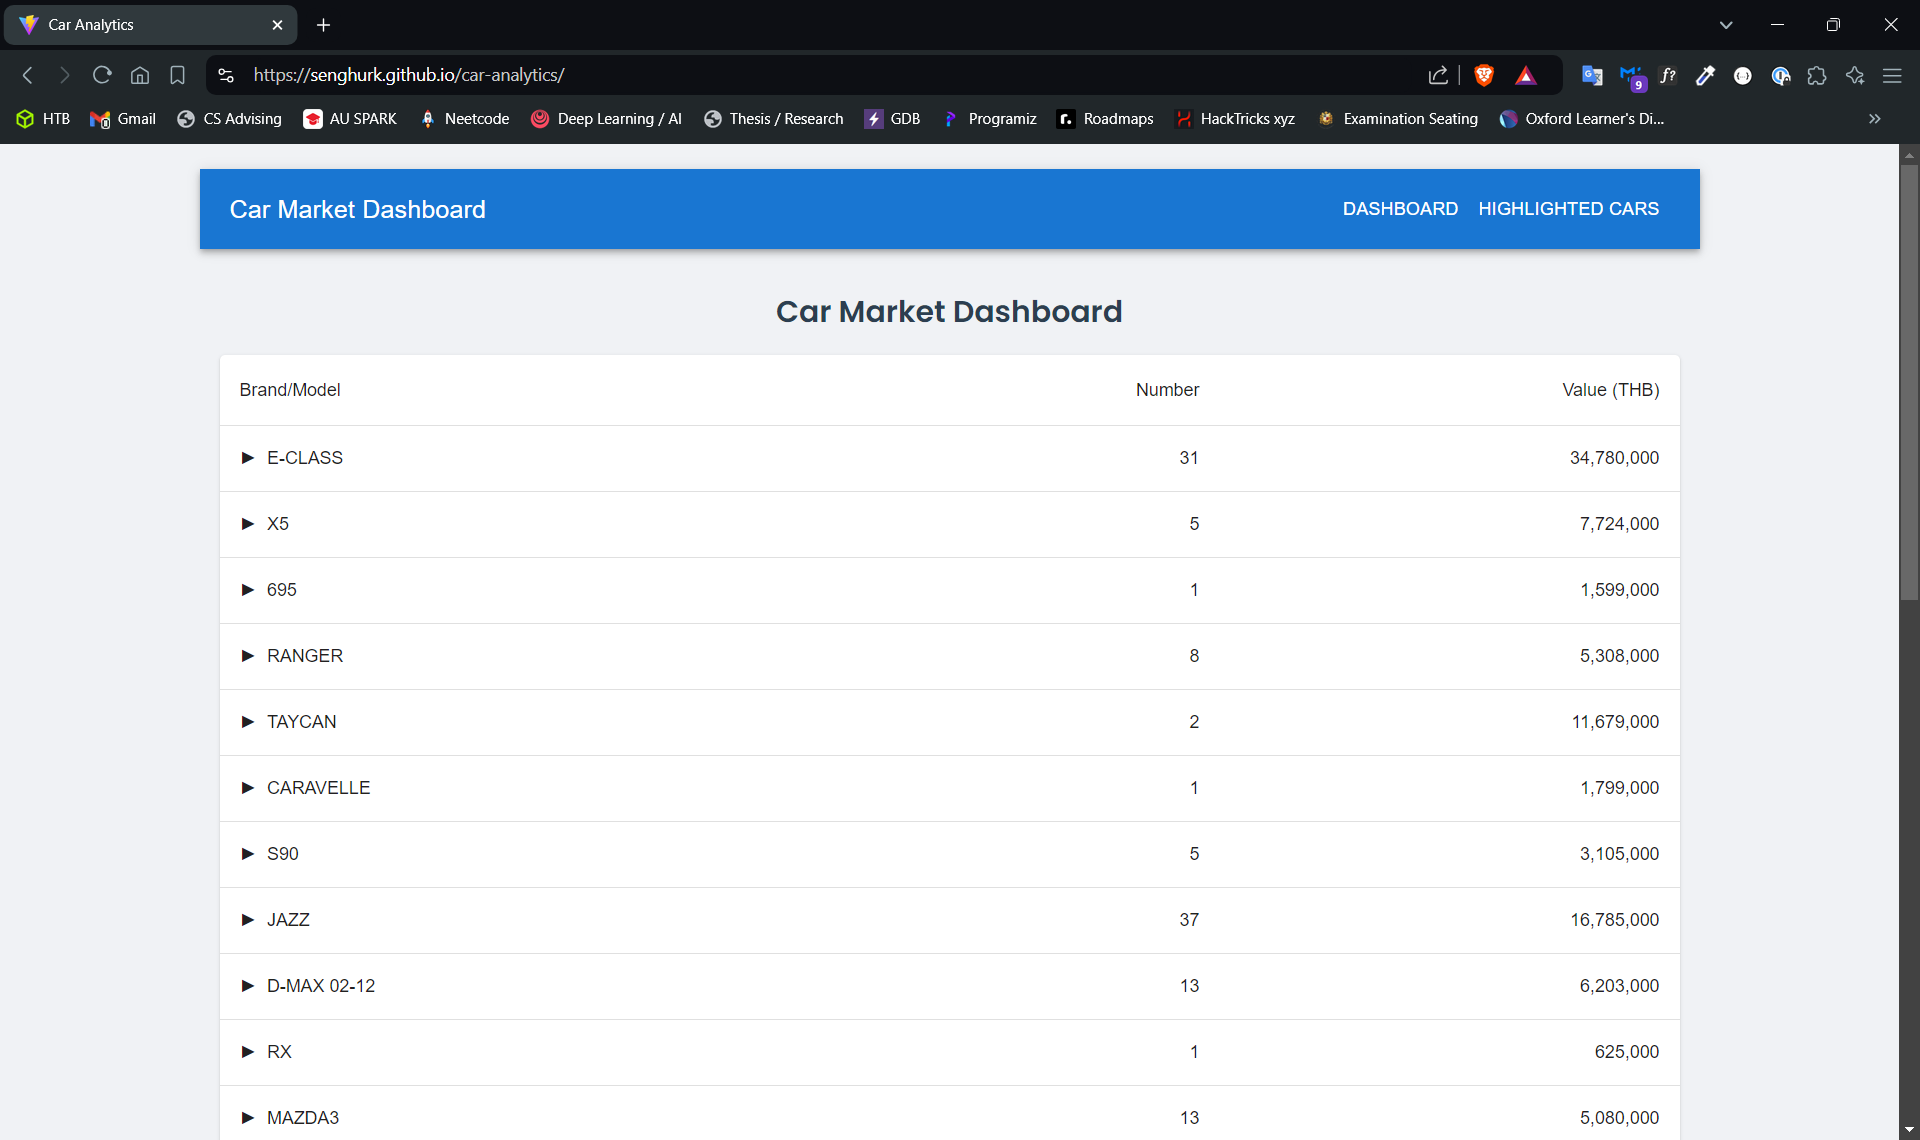 Car Analytics
https://senghurk.github.io/car-analytics/
9
HTB Gmail CS Advising AU SPARK Neetcode Deep Learning / AI Thesis / Research GDB Programiz Roadmaps HackTricks xyz Examination Seating Oxford Learner's Di...
Car Market Dashboard DASHBOARD HIGHLIGHTED CARS
Car Market Dashboard
Brand/Model Number Value (THB)
E-CLASS 31 34,780,000
X5 5 7,724,000
695 1 1,599,000
RANGER 8 5,308,000
TAYCAN 2 11,679,000
CARAVELLE 1 1,799,000
S90 5 3,105,000
JAZZ 37 16,785,000
D-MAX 02-12 13 6,203,000
RX 1 625,000
MAZDA3 13 5,080,000